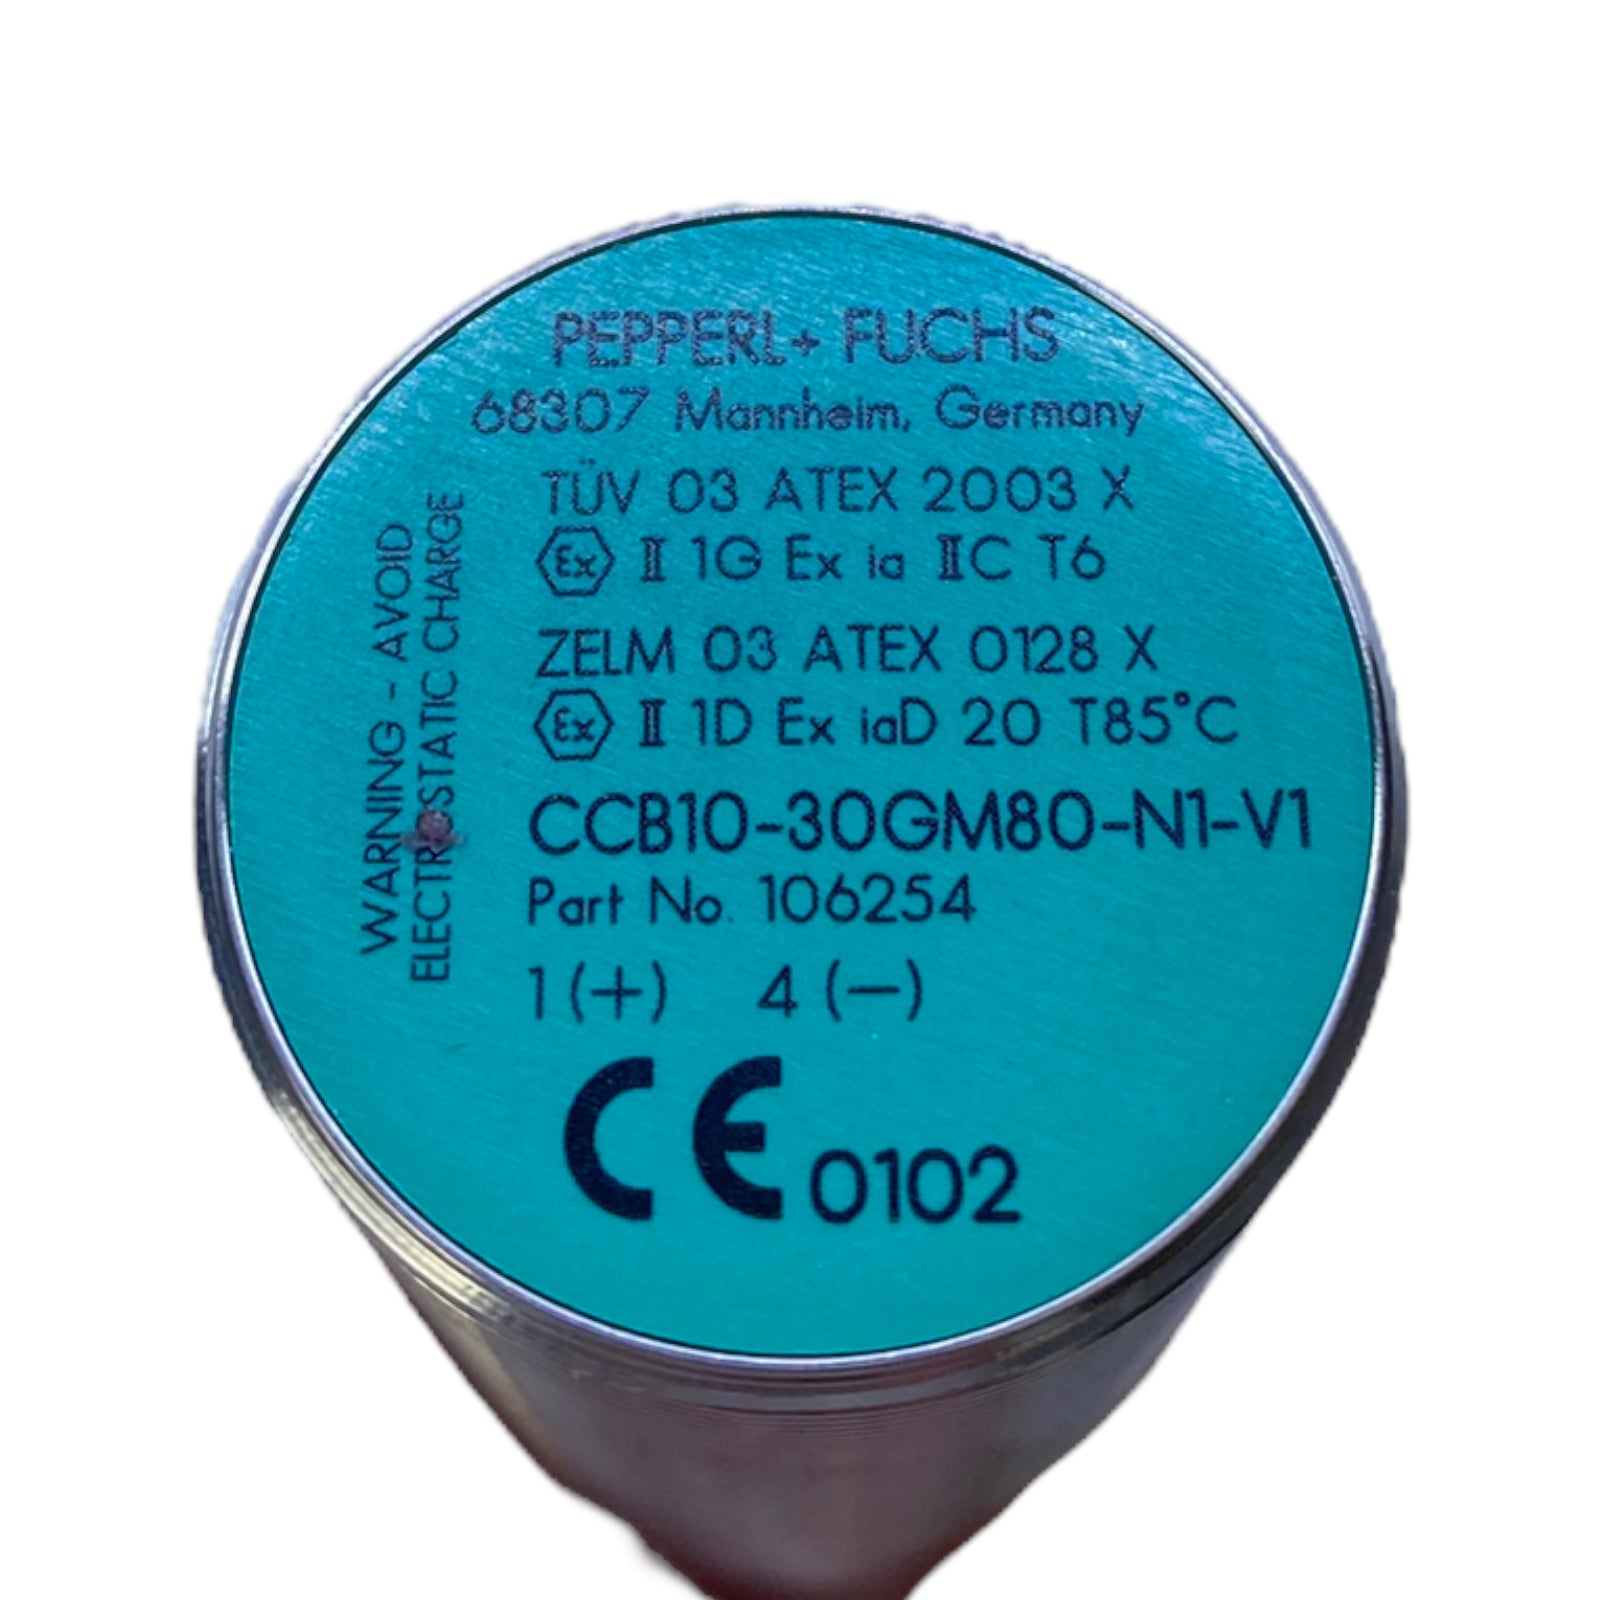 PEPPERL+ FUCHS
68307 Mannheim, Germany
TÜV 03 ATEX 2003 X
Ex II 1G Ex ia IIC T6
ZELM 03 ATEX 0128 X
Ex II 1D Ex iaD 20 T85°C
CCB10-30GM80-N1-V1
Part No. 106254
1 (+) 4 (−)
CE 0102
WARNING - AVOID
ELECTROSTATIC CHARGE